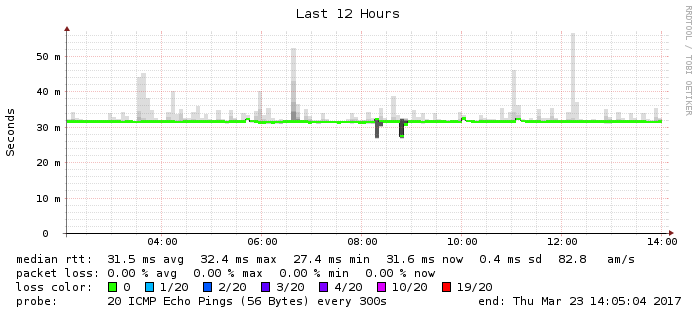 Last 12 Hours
RRDTOOL / TOBI OETIKER
Seconds
50 m
40 m
30 m
20 m
10 m
0
04:00 06:00 08:00 10:00 12:00 14:00
median rtt: 31.5 ms avg 32.4 ms max 27.4 ms min 31.6 ms now 0.4 ms sd 82.8 am/s
packet loss: 0.00 % avg 0.00 % max 0.00 % min 0.00 % now
loss color: 0 1/20 2/20 3/20 4/20 10/20 19/20
probe: 20 ICMP Echo Pings (56 Bytes) every 300s end: Thu Mar 23 14:05:04 2017